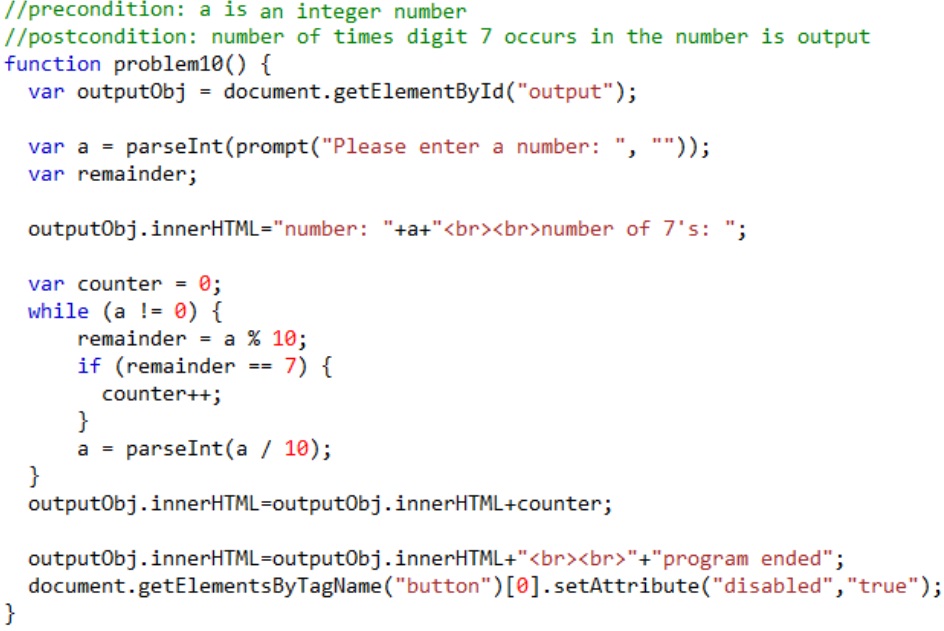 //precondition: a is an integer number
//postcondition: number of times digit 7 occurs in the number is output
function problem10() {
  var outputObj = document.getElementById("output");

  var a = parseInt(prompt("Please enter a number: ", ""));
  var remainder;

  outputObj.innerHTML="number: "+a+"<br><br>number of 7's: ";

  var counter = 0;
  while (a != 0) {
      remainder = a % 10;
      if (remainder == 7) {
        counter++;
      }
      a = parseInt(a / 10);
  }
  outputObj.innerHTML=outputObj.innerHTML+counter;

  outputObj.innerHTML=outputObj.innerHTML+"<br><br>"+"program ended";
  document.getElementsByTagName("button")[0].setAttribute("disabled","true");
}